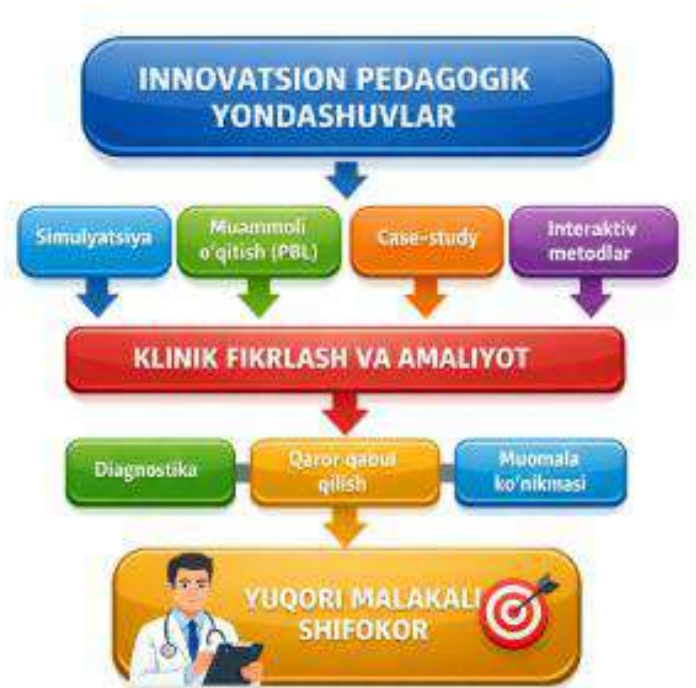 INNOVATSION PEDAGOGIK
YONDASHUVLAR
Simulyatsiya
Muammoli
o'qitish (PBL)
Case-study
Interaktiv
metodlar
KLINIK FIKRLASH VA AMALIYOT
Diagnostika
Qaror qabul
qilish
Muomala
ko'nikmasi
YUQORI MALAKALI
SHIFOKOR